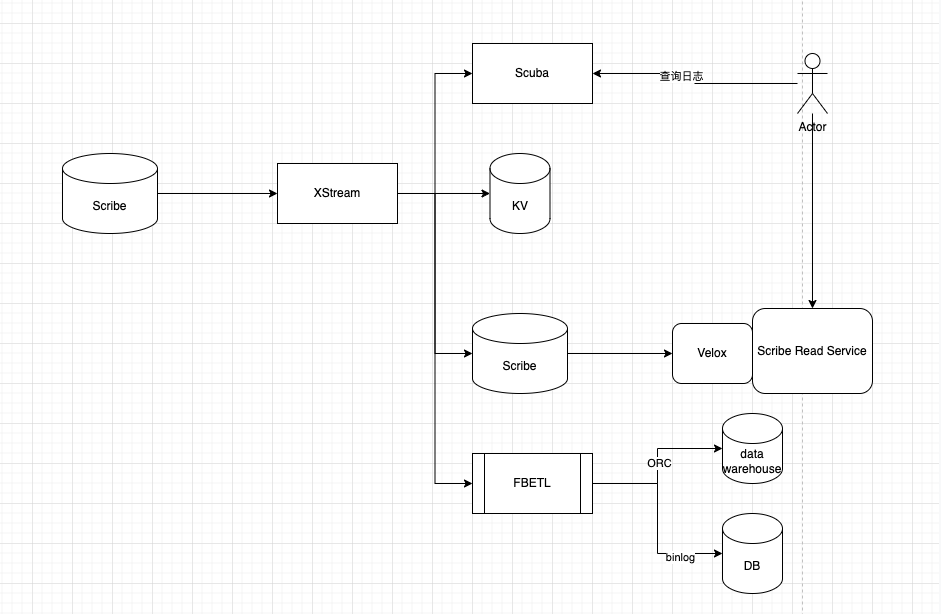 Scuba
查询日志
Actor
Scribe
XStream
KV
Scribe
Velox
Scribe Read Service
FBETL
ORC
data
warehouse
binlog
DB